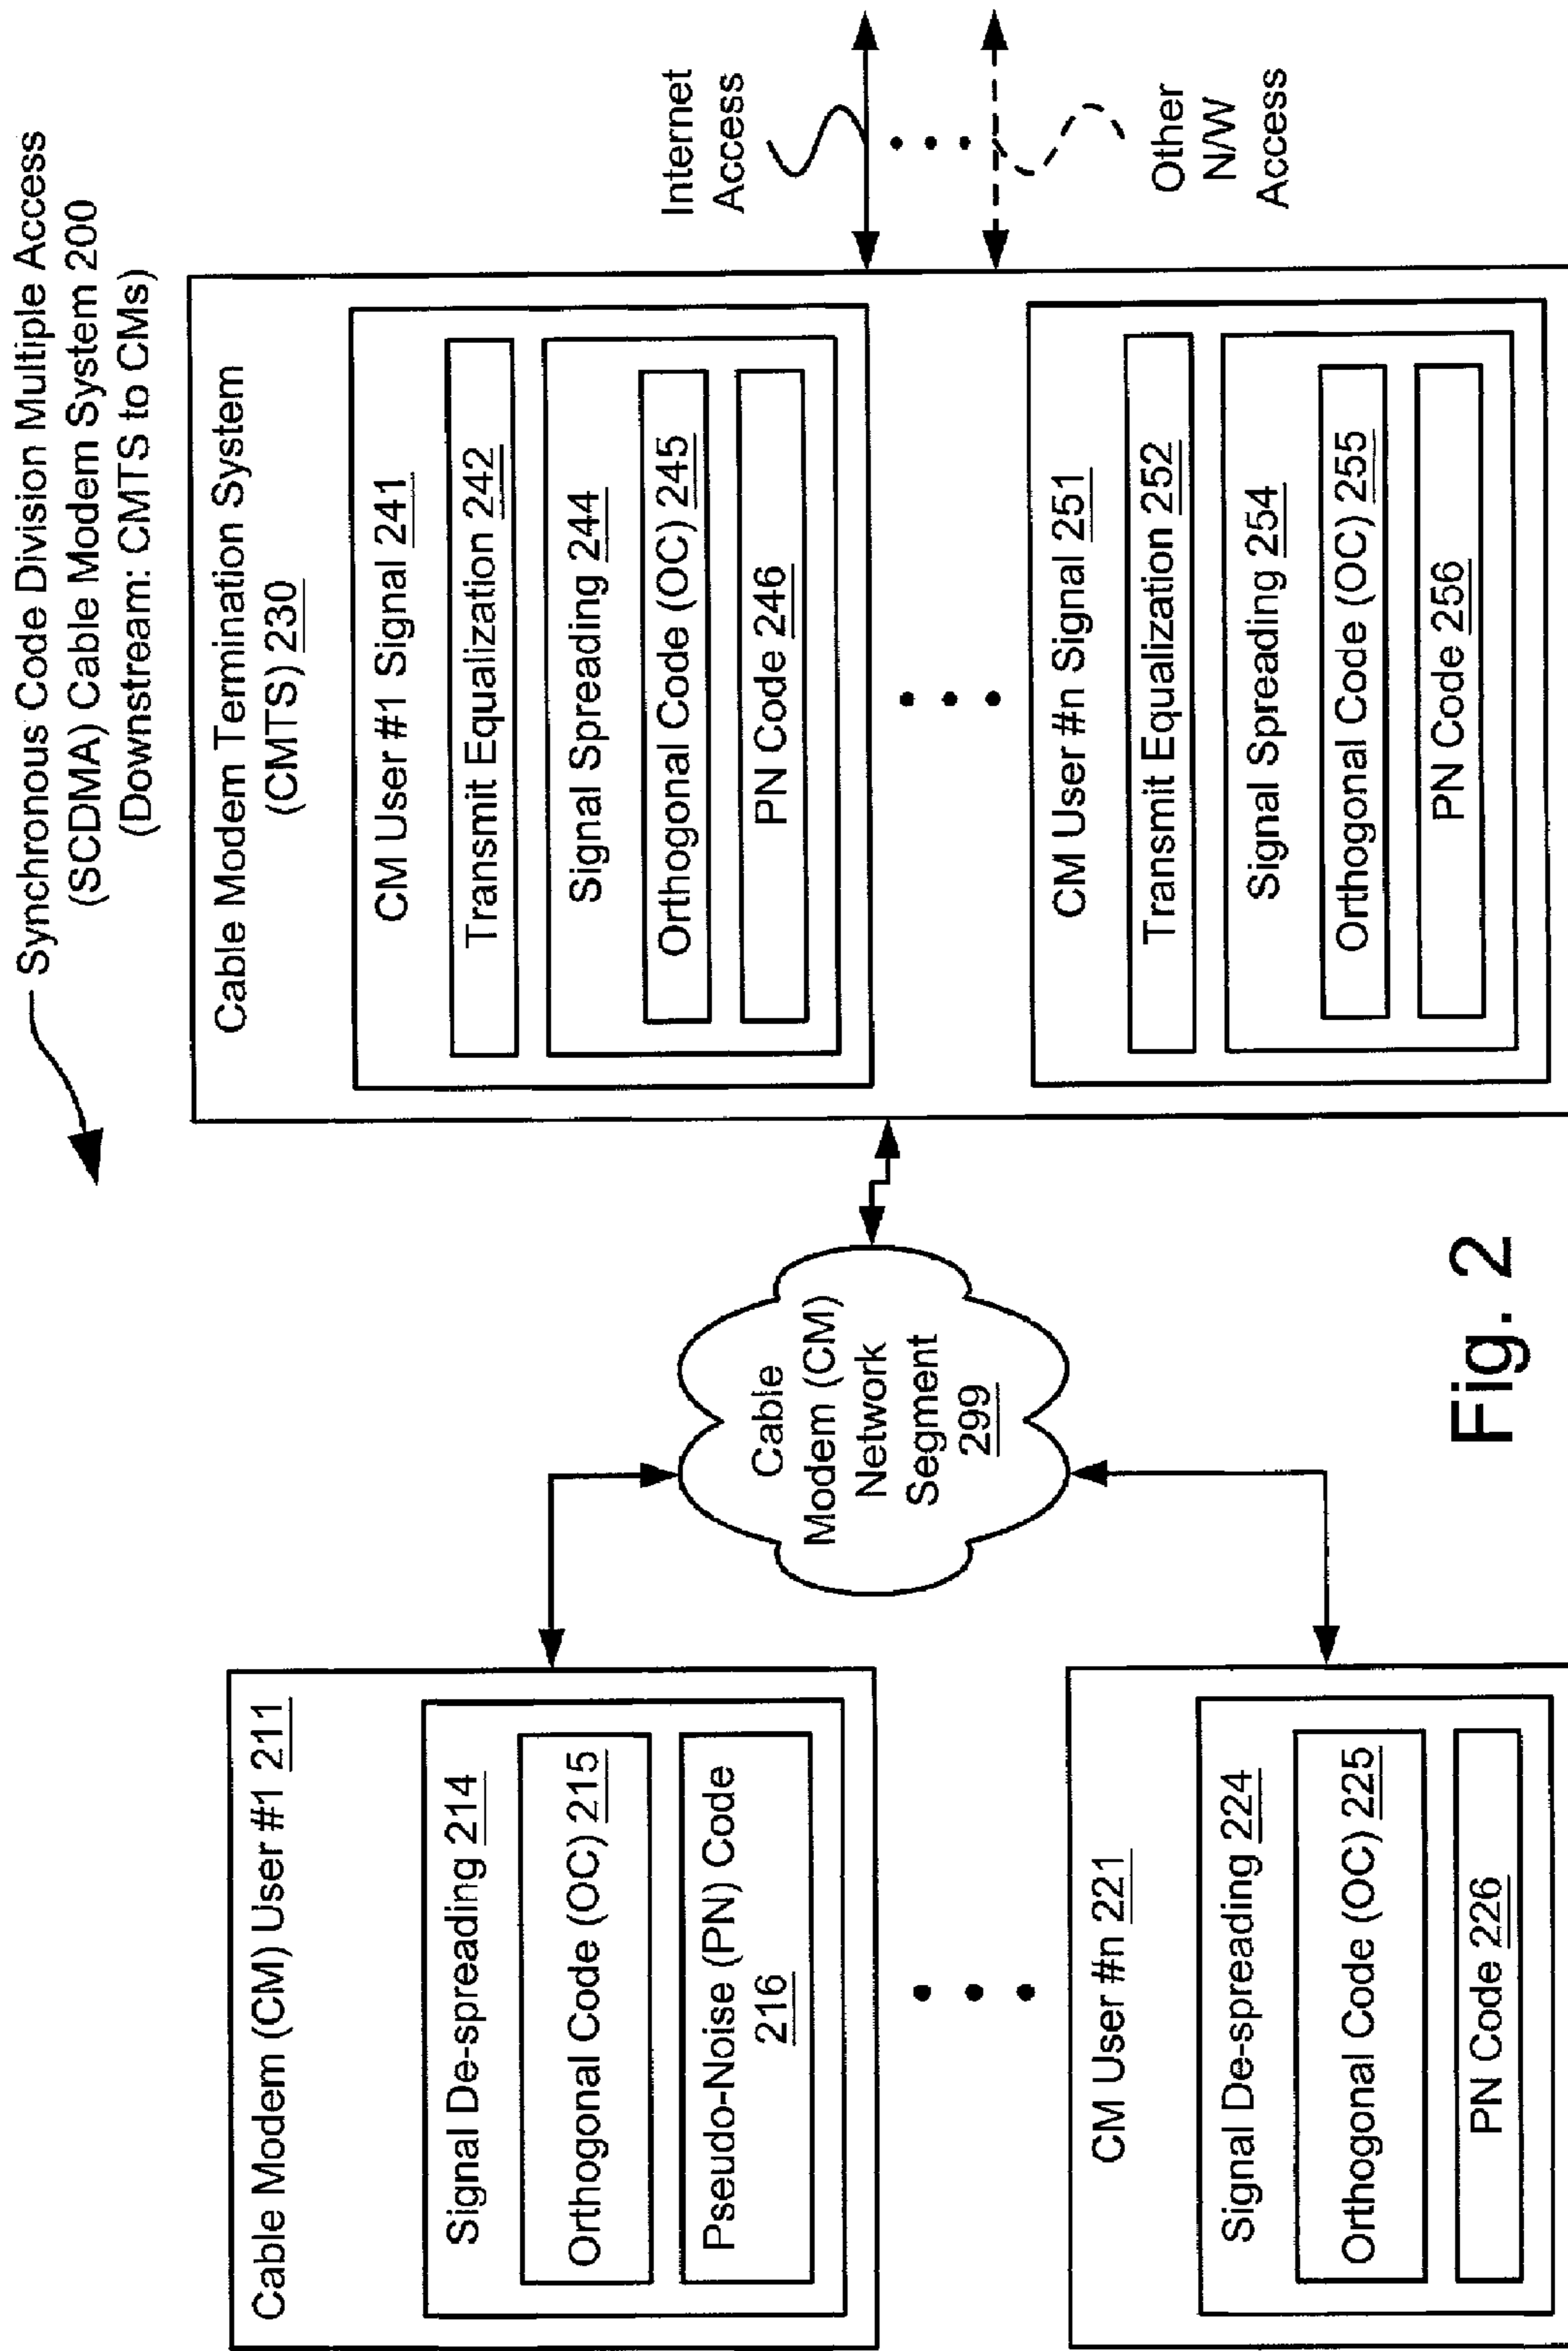 Synchronous Code Division Multiple Access
(SCDMA) Cable Modem System 200
(Downstream: CMTS to CMs)
Cable Modem (CM) User #1 211
Signal De-spreading 214
Orthogonal Code (OC) 215
Pseudo-Noise (PN) Code
216
CM User #n 221
Signal De-spreading 224
Orthogonal Code (OC) 225
PN Code 226
Cable
Modem (CM)
Network
Segment
299
Cable Modem Termination System
(CMTS) 230
CM User #1 Signal 241
Transmit Equalization 242
Signal Spreading 244
Orthogonal Code (OC) 245
PN Code 246
CM User #n Signal 251
Transmit Equalization 252
Signal Spreading 254
Orthogonal Code (OC) 255
PN Code 256
Internet
Access
Other
N/W
Access
Fig. 2